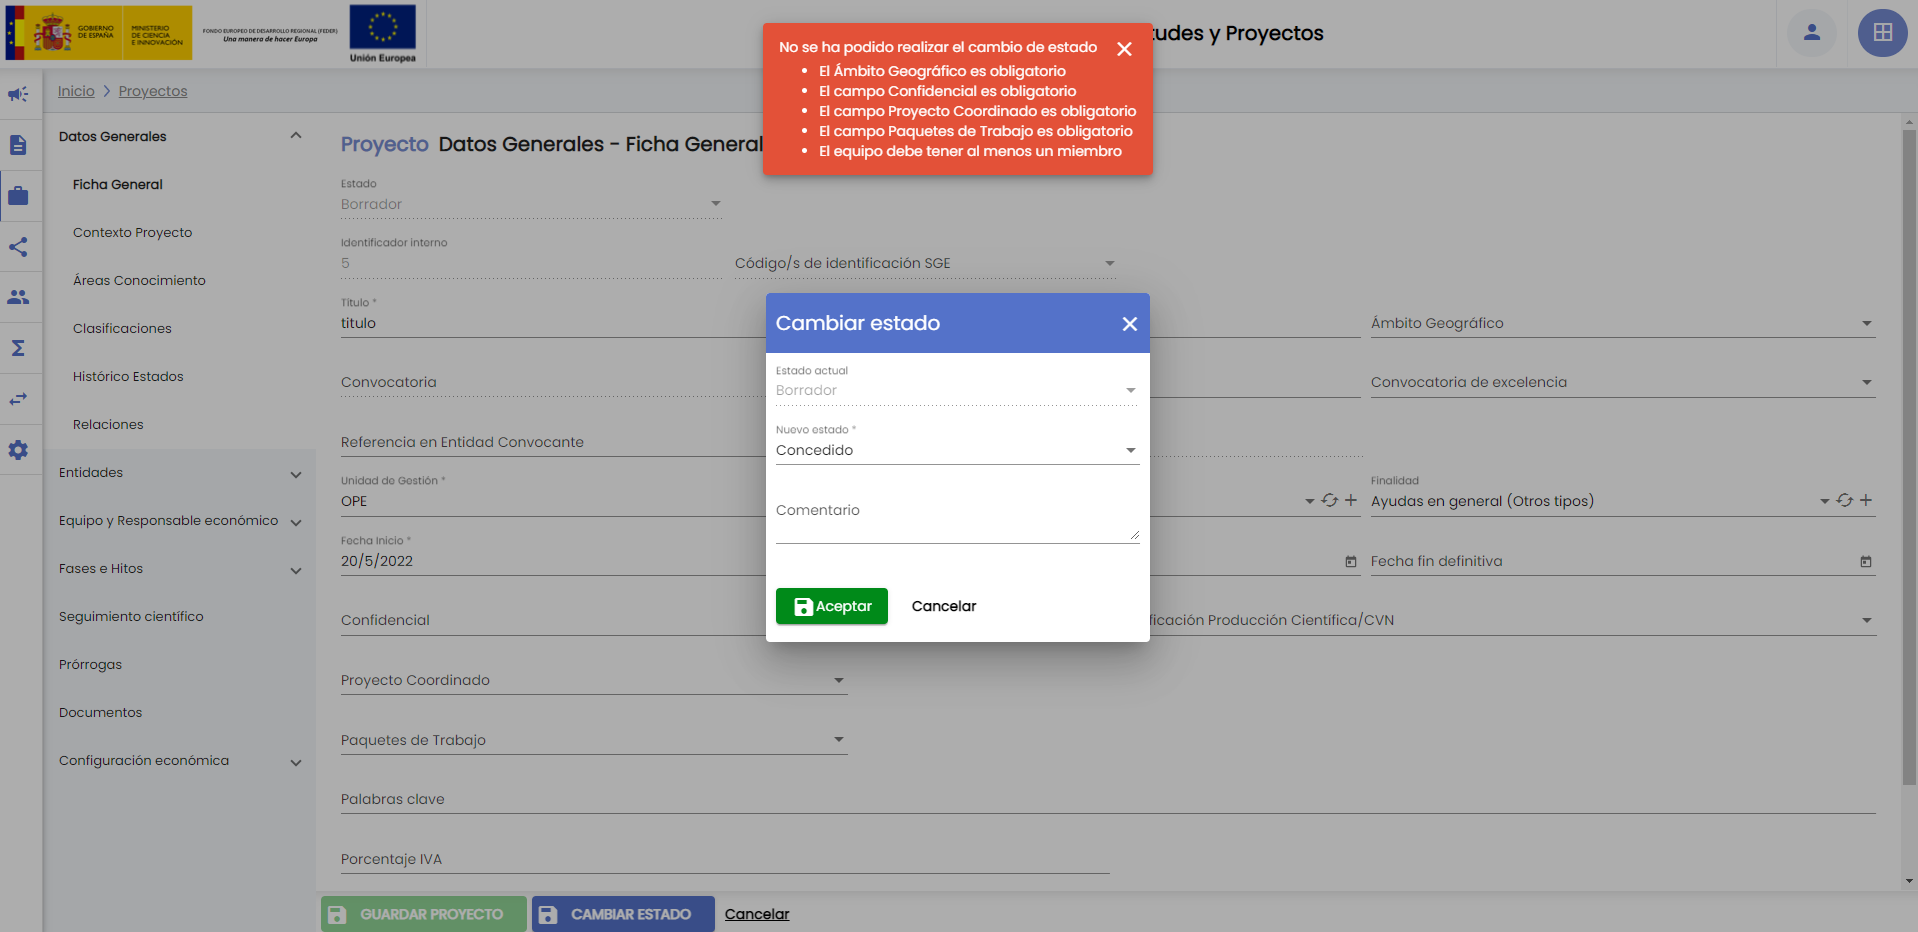 GOBIERNO
DE ESPAÑA
MINISTERIO
DE CIENCIA
E INNOVACIÓN
FONDO EUROPEO DE DESARROLLO REGIONAL (FEDER)
Una manera de hacer Europa
Unión Europea
tudes y Proyectos
No se ha podido realizar el cambio de estado
• El Ámbito Geográfico es obligatorio
• El campo Confidencial es obligatorio
• El campo Proyecto Coordinado es obligatorio
• El campo Paquetes de Trabajo es obligatorio
• El equipo debe tener al menos un miembro
Inicio > Proyectos
Datos Generales
Ficha General
Contexto Proyecto
Áreas Conocimiento
Clasificaciones
Histórico Estados
Relaciones
Entidades
Equipo y Responsable económico
Fases e Hitos
Seguimiento científico
Prórrogas
Documentos
Configuración económica
Proyecto Datos Generales - Ficha General
Estado
Borrador
Identificador interno
5
Código/s de identificación SGE
Título *
titulo
Ámbito Geográfico
Convocatoria
Convocatoria de excelencia
Referencia en Entidad Convocante
Unidad de Gestión *
OPE
Finalidad
Ayudas en general (Otros tipos)
Fecha Inicio *
20/5/2022
Fecha fin definitiva
Confidencial
ficación Producción Científica/CVN
Proyecto Coordinado
Paquetes de Trabajo
Palabras clave
Porcentaje IVA
Cambiar estado
Estado actual
Borrador
Nuevo estado *
Concedido
Comentario
Aceptar
Cancelar
GUARDAR PROYECTO
CAMBIAR ESTADO
Cancelar